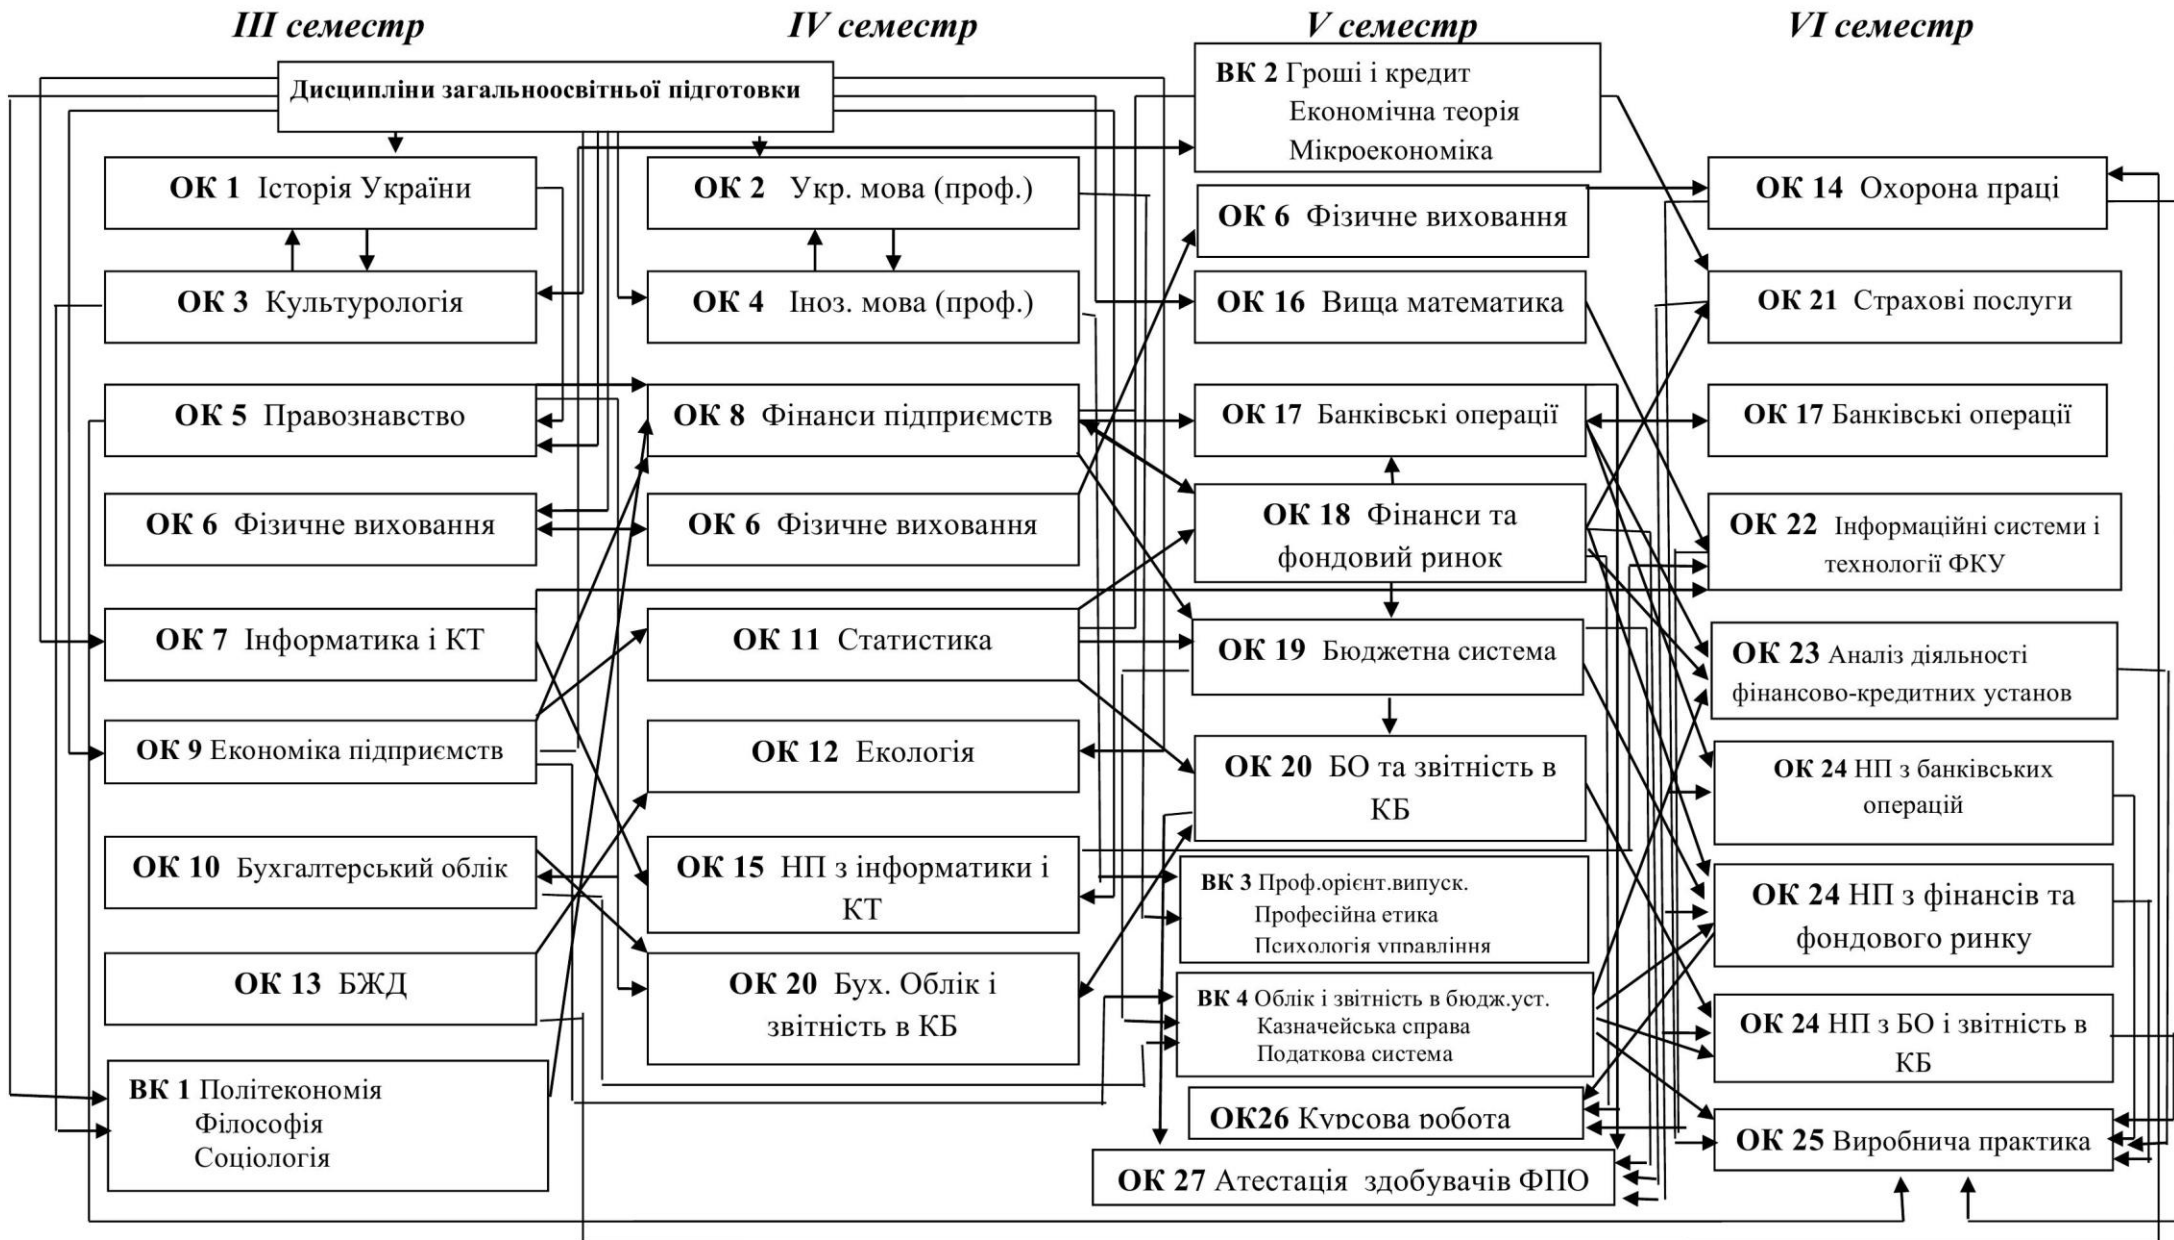 III семестр
IV семестр
V семестр
VI семестр
Дисципліни загальноосвітньої підготовки
ОК 1 Історія України
ОК 3 Культурологія
ОК 5 Правознавство
ОК 6 Фізичне виховання
ОК 7 Інформатика і КТ
ОК 9 Економіка підприємств
ОК 10 Бухгалтерський облік
ОК 13 БЖД
ВК 1 Політекономія
Філософія
Соціологія
ОК 2 Укр. мова (проф.)
ОК 4 Іноз. мова (проф.)
ОК 8 Фінанси підприємств
ОК 6 Фізичне виховання
ОК 11 Статистика
ОК 12 Екологія
ОК 15 НП з інформатики і
КТ
ОК 20 Бух. Облік і
звітність в КБ
ВК 2 Гроші і кредит
Економічна теорія
Мікроекономіка
ОК 6 Фізичне виховання
ОК 16 Вища математика
ОК 17 Банківські операції
ОК 18 Фінанси та
фондовий ринок
ОК 19 Бюджетна система
ОК 20 БО та звітність в
КБ
ВК 3 Проф.орієнт.випуск.
Професійна етика
Психологія управління
ВК 4 Облік і звітність в бюдж.уст.
Казначейська справа
Податкова система
ОК26 Курсова робота
ОК 27 Атестація здобувачів ФПО
ОК 14 Охорона праці
ОК 21 Страхові послуги
ОК 17 Банківські операції
ОК 22 Інформаційні системи і
технології ФКУ
ОК 23 Аналіз діяльності
фінансово-кредитних установ
ОК 24 НП з банківських
операцій
ОК 24 НП з фінансів та
фондового ринку
ОК 24 НП з БО і звітність в
КБ
ОК 25 Виробнича практика